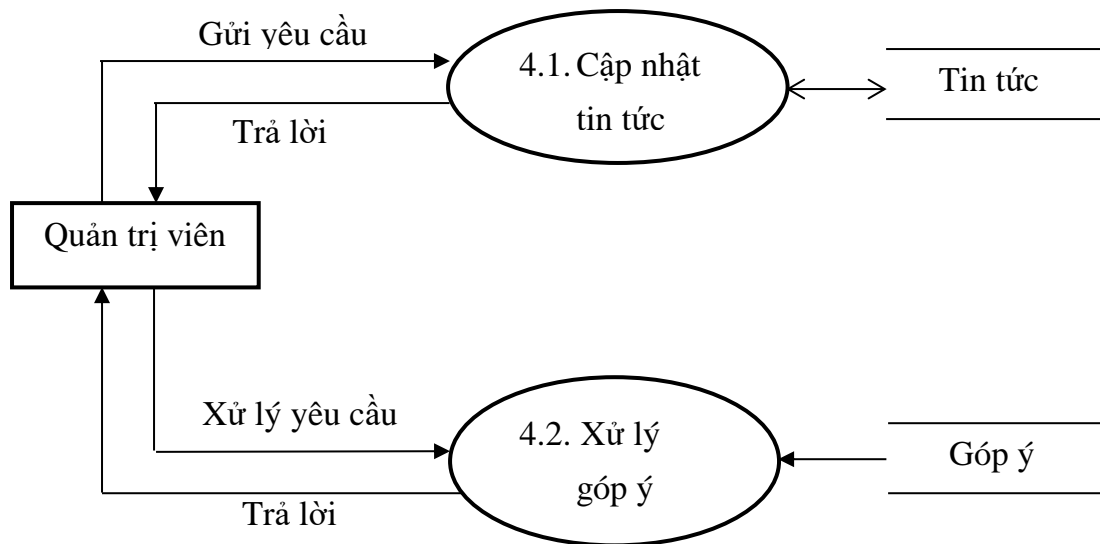 Gửi yêu cầu
4.1. Cập nhật
tin tức
Tin tức
Trả lời
Quản trị viên
Xử lý yêu cầu
4.2. Xử lý
góp ý
Góp ý
Trả lời